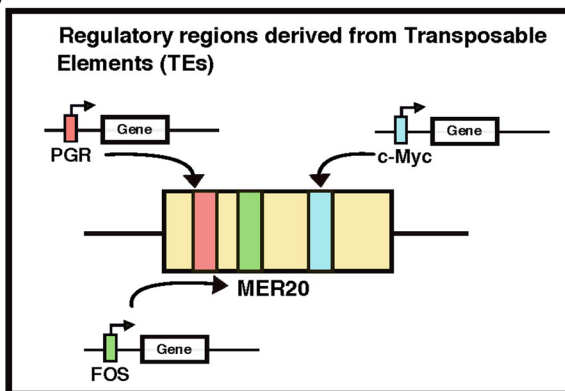 Regulatory regions derived from Transposable
Elements (TEs)
Gene
PGR
Gene
c-Myc
MER20
Gene
FOS